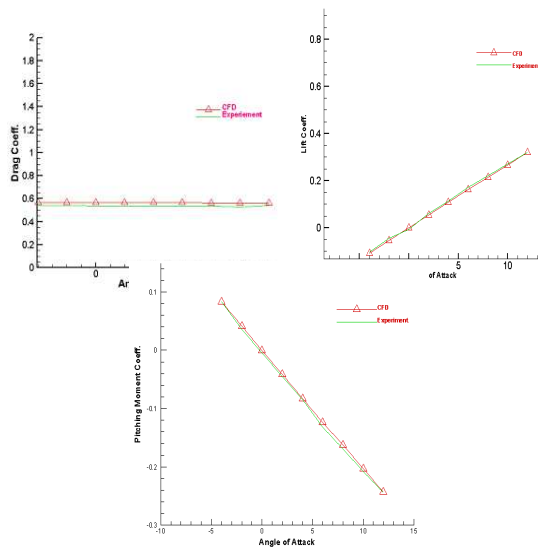 2
1.8
1.6
1.4
1.2
1
0.8
0.6
0.4
0.2
0
Drag Coeff.
CFD
Experiement
0
Ar
0.8
0.6
0.4
0.2
0
Lift Coeff.
CFD
Experimen
5
10
of Attack
0.1
0
-0.1
-0.2
-0.3
Pitching Moment Coeff.
CFD
Experiment
-10
-5
0
5
10
15
Angle of Attack